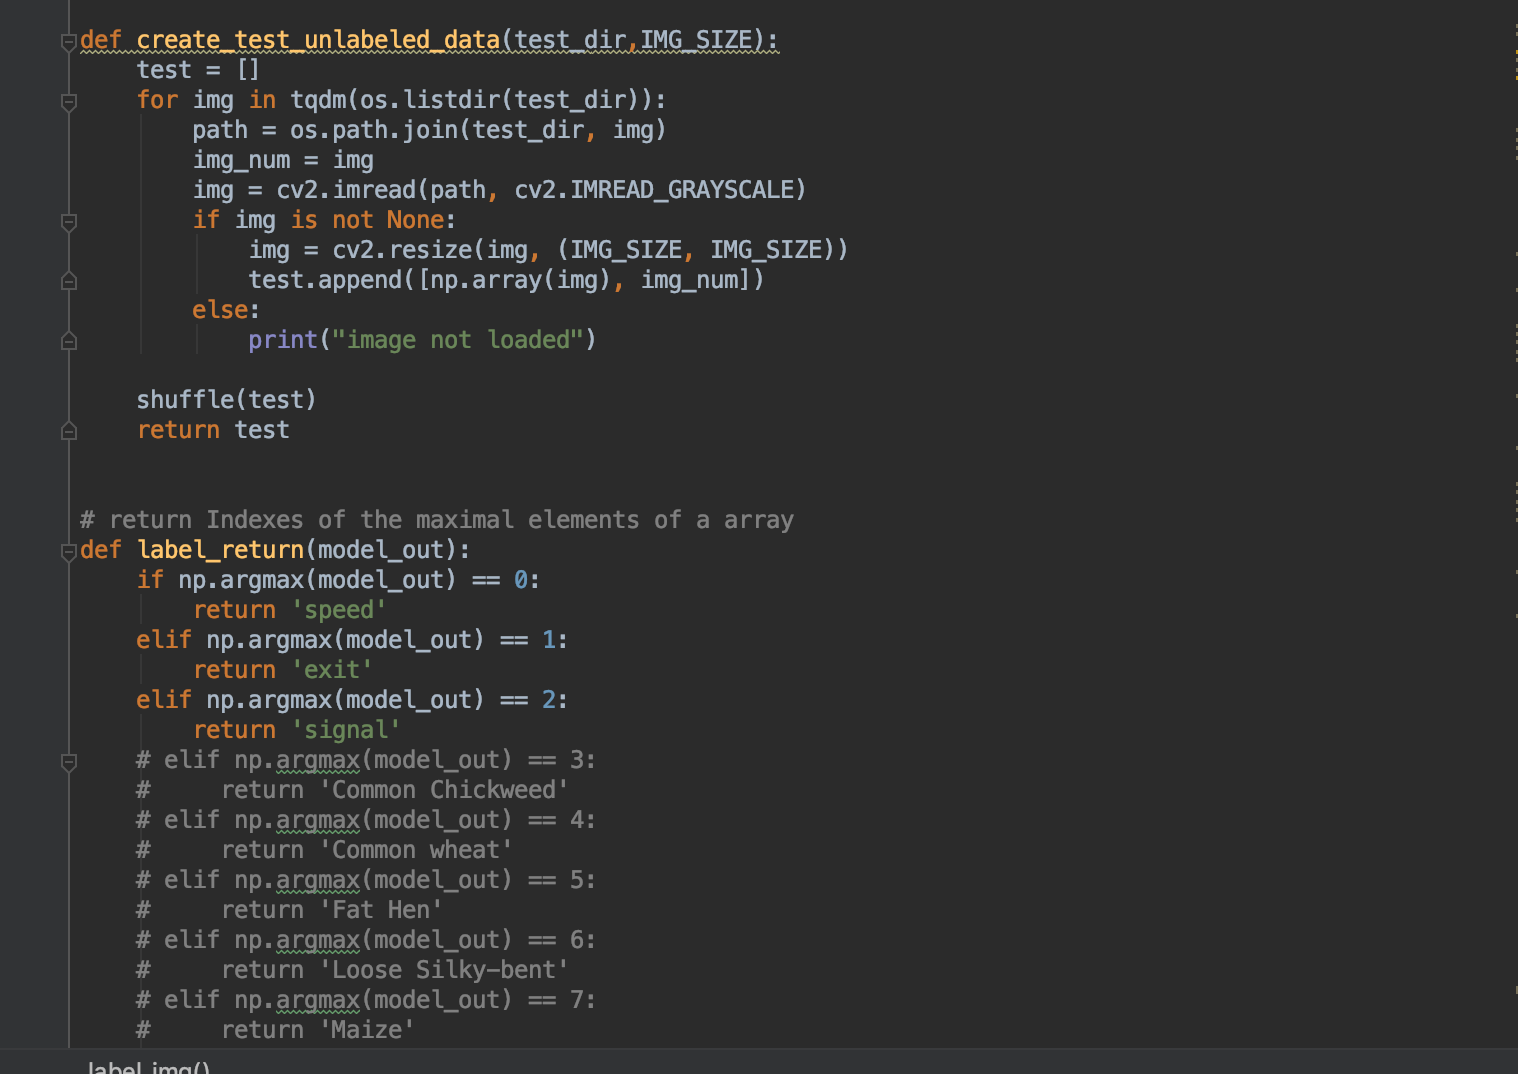 def create_test_unlabeled_data(test_dir,IMG_SIZE):
    test = []
    for img in tqdm(os.listdir(test_dir)):
        path = os.path.join(test_dir, img)
        img_num = img
        img = cv2.imread(path, cv2.IMREAD_GRAYSCALE)
        if img is not None:
            img = cv2.resize(img, (IMG_SIZE, IMG_SIZE))
            test.append([np.array(img), img_num])
        else:
            print("image not loaded")

    shuffle(test)
    return test


# return Indexes of the maximal elements of a array
def label_return(model_out):
    if np.argmax(model_out) == 0:
        return 'speed'
    elif np.argmax(model_out) == 1:
        return 'exit'
    elif np.argmax(model_out) == 2:
        return 'signal'
    # elif np.argmax(model_out) == 3:
    #     return 'Common Chickweed'
    # elif np.argmax(model_out) == 4:
    #     return 'Common wheat'
    # elif np.argmax(model_out) == 5:
    #     return 'Fat Hen'
    # elif np.argmax(model_out) == 6:
    #     return 'Loose Silky-bent'
    # elif np.argmax(model_out) == 7:
    #     return 'Maize'
label_img()